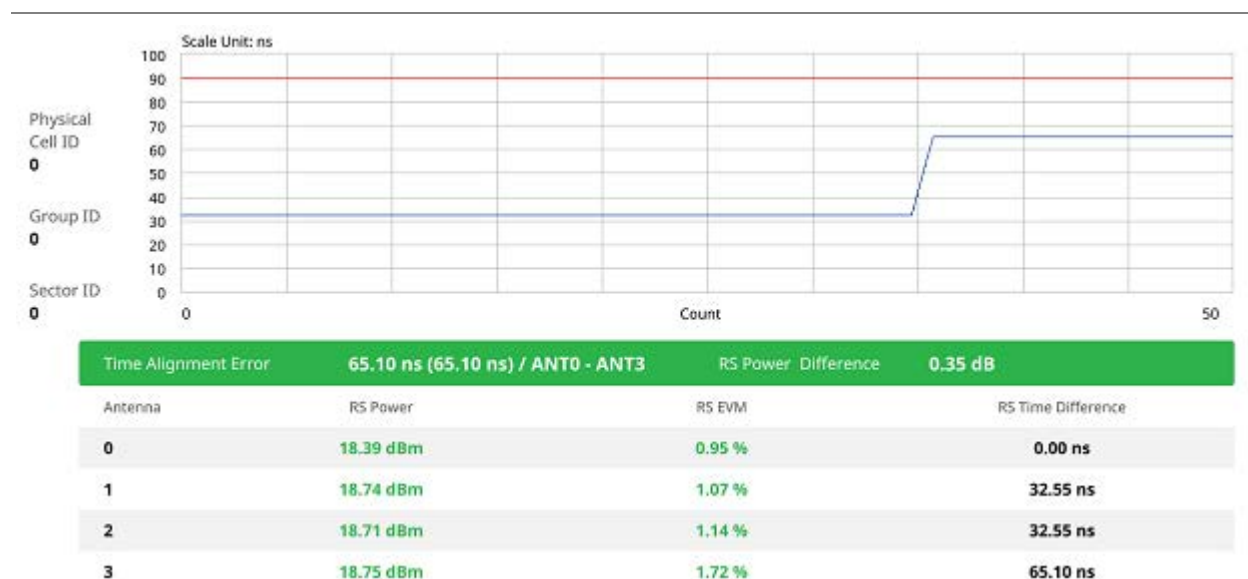 Scale Unit: ns
100
90
80
70
60
50
40
30
20
10
0
Physical
Cell ID
0
Group ID
0
Sector ID
0
0 Count 50
Time Alignment Error 65.10 ns (65.10 ns) / ANT0 - ANT3 RS Power Difference 0.35 dB
Antenna RS Power RS EVM RS Time Difference
0 18.39 dBm 0.95 % 0.00 ns
1 18.74 dBm 1.07 % 32.55 ns
2 18.71 dBm 1.14 % 32.55 ns
3 18.75 dBm 1.72 % 65.10 ns